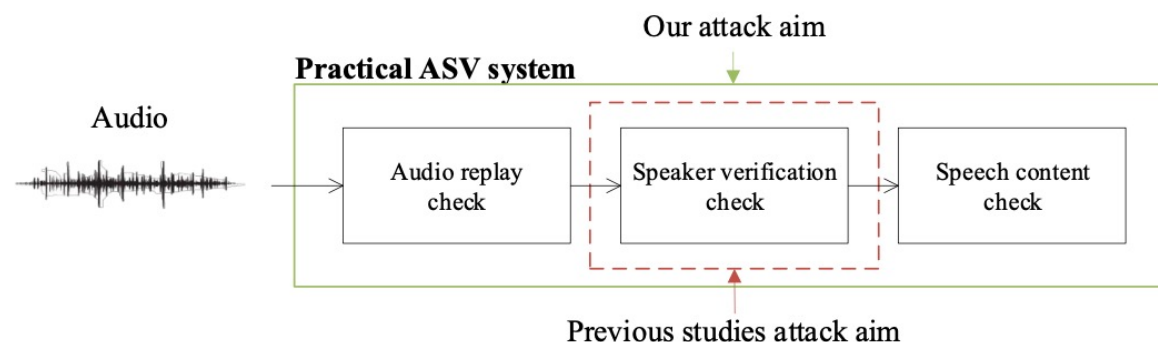 Our attack aim
Practical ASV system
Audio
Audio replay
check
Speaker verification
check
Speech content
check
Previous studies attack aim